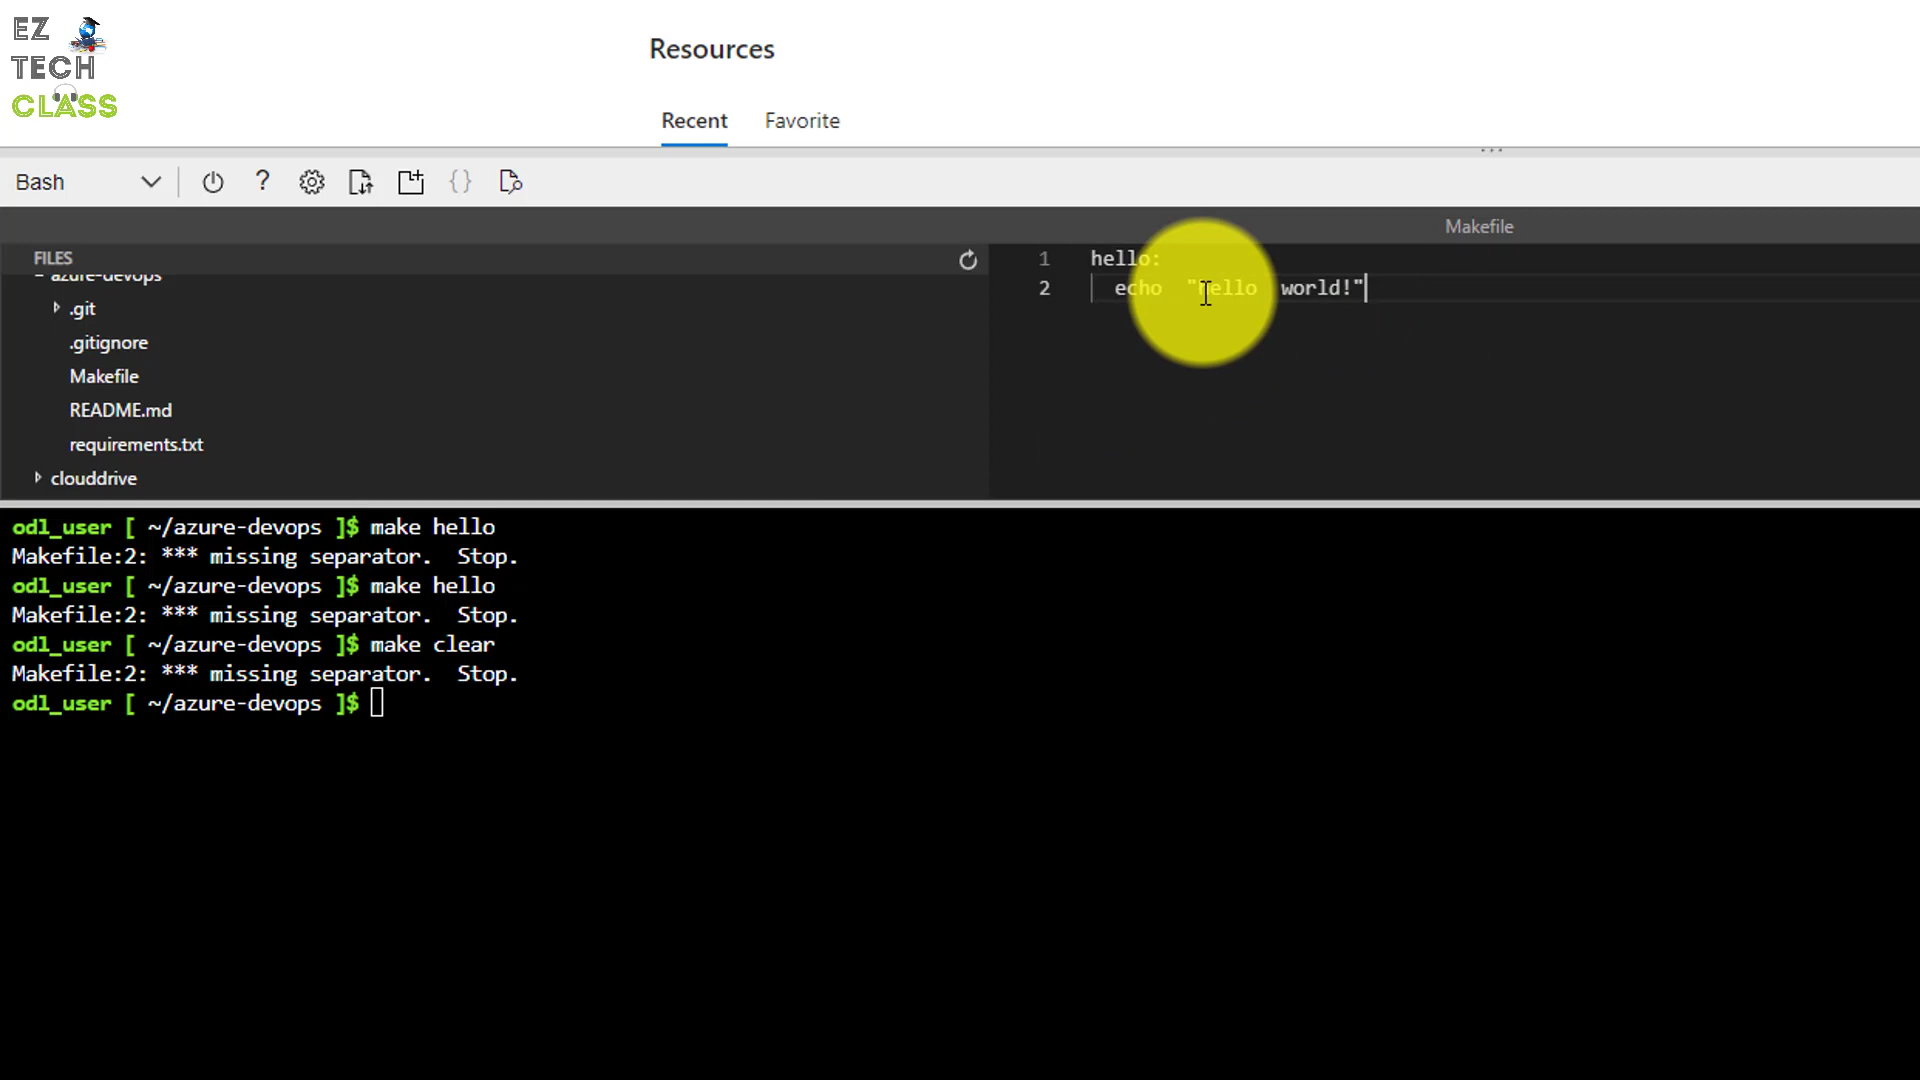 EZ
TECH
CLASS
Resources
Recent Favorite
Bash ?
Makefile
FILES
azure-devops
.git
.gitignore
Makefile
README.md
requirements.txt
clouddrive
1 hello:
2 echo "hello world!"
odl_user [ ~/azure-devops ]$ make hello
Makefile:2: *** missing separator. Stop.
odl_user [ ~/azure-devops ]$ make hello
Makefile:2: *** missing separator. Stop.
odl_user [ ~/azure-devops ]$ make clear
Makefile:2: *** missing separator. Stop.
odl_user [ ~/azure-devops ]$